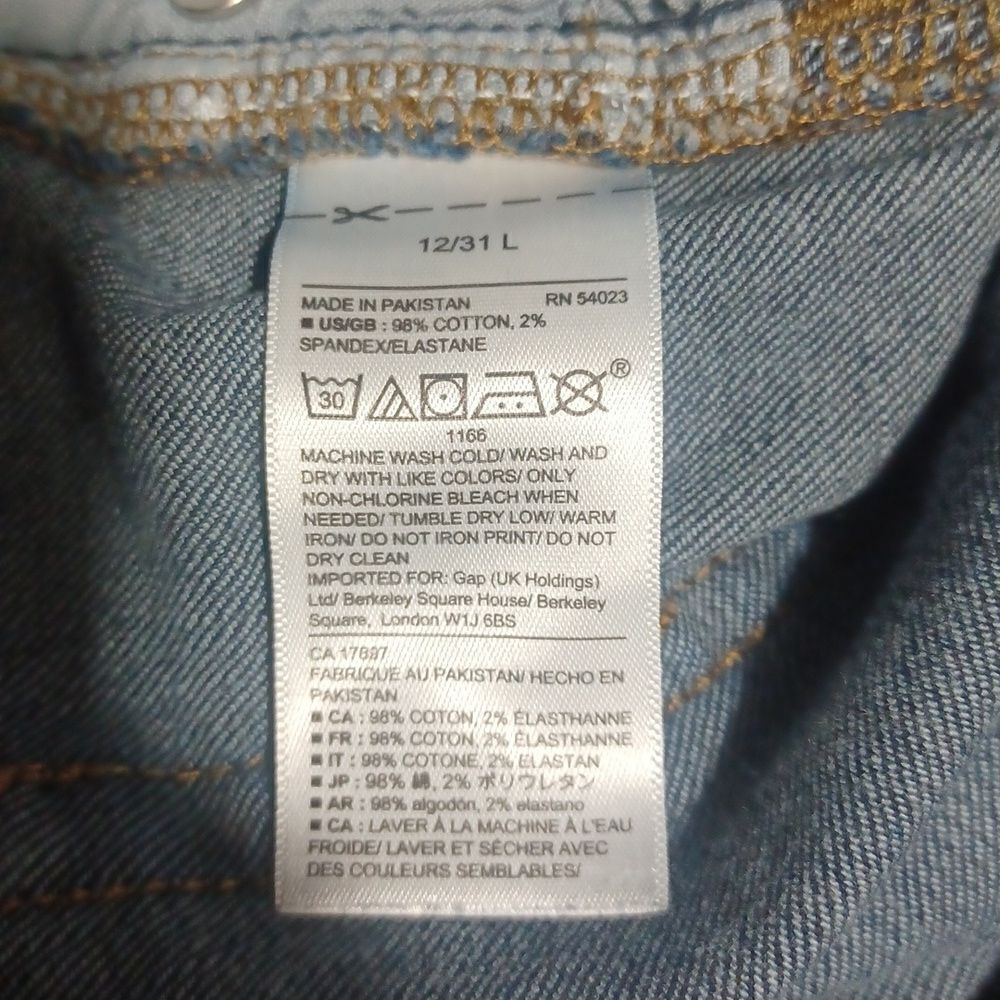 12/31 L
MADE IN PAKISTAN RN 54023
US/GB : 98% COTTON, 2%
SPANDEX/ELASTANE
30 ®
1166
MACHINE WASH COLD/ WASH AND
DRY WITH LIKE COLORS/ ONLY
NON-CHLORINE BLEACH WHEN
NEEDED/ TUMBLE DRY LOW/ WARM
IRON/ DO NOT IRON PRINT/ DO NOT
DRY CLEAN
IMPORTED FOR: Gap (UK Holdings)
Ltd/ Berkeley Square House/ Berkeley
Square, London W1J 6BS
CA 17897
FABRIQUE AU PAKISTAN/ HECHO EN
PAKISTAN
CA : 98% COTON, 2% ÉLASTHANNE
FR : 98% COTON, 2% ÉLASTHANNE
IT : 98% COTONE, 2% ELASTAN
JP : 98% 綿, 2% ポリウレタン
AR : 98% algodón, 2% elastano
CA : LAVER À LA MACHINE À L'EAU
FROIDE/ LAVER ET SÉCHER AVEC
DES COULEURS SEMBLABLES/